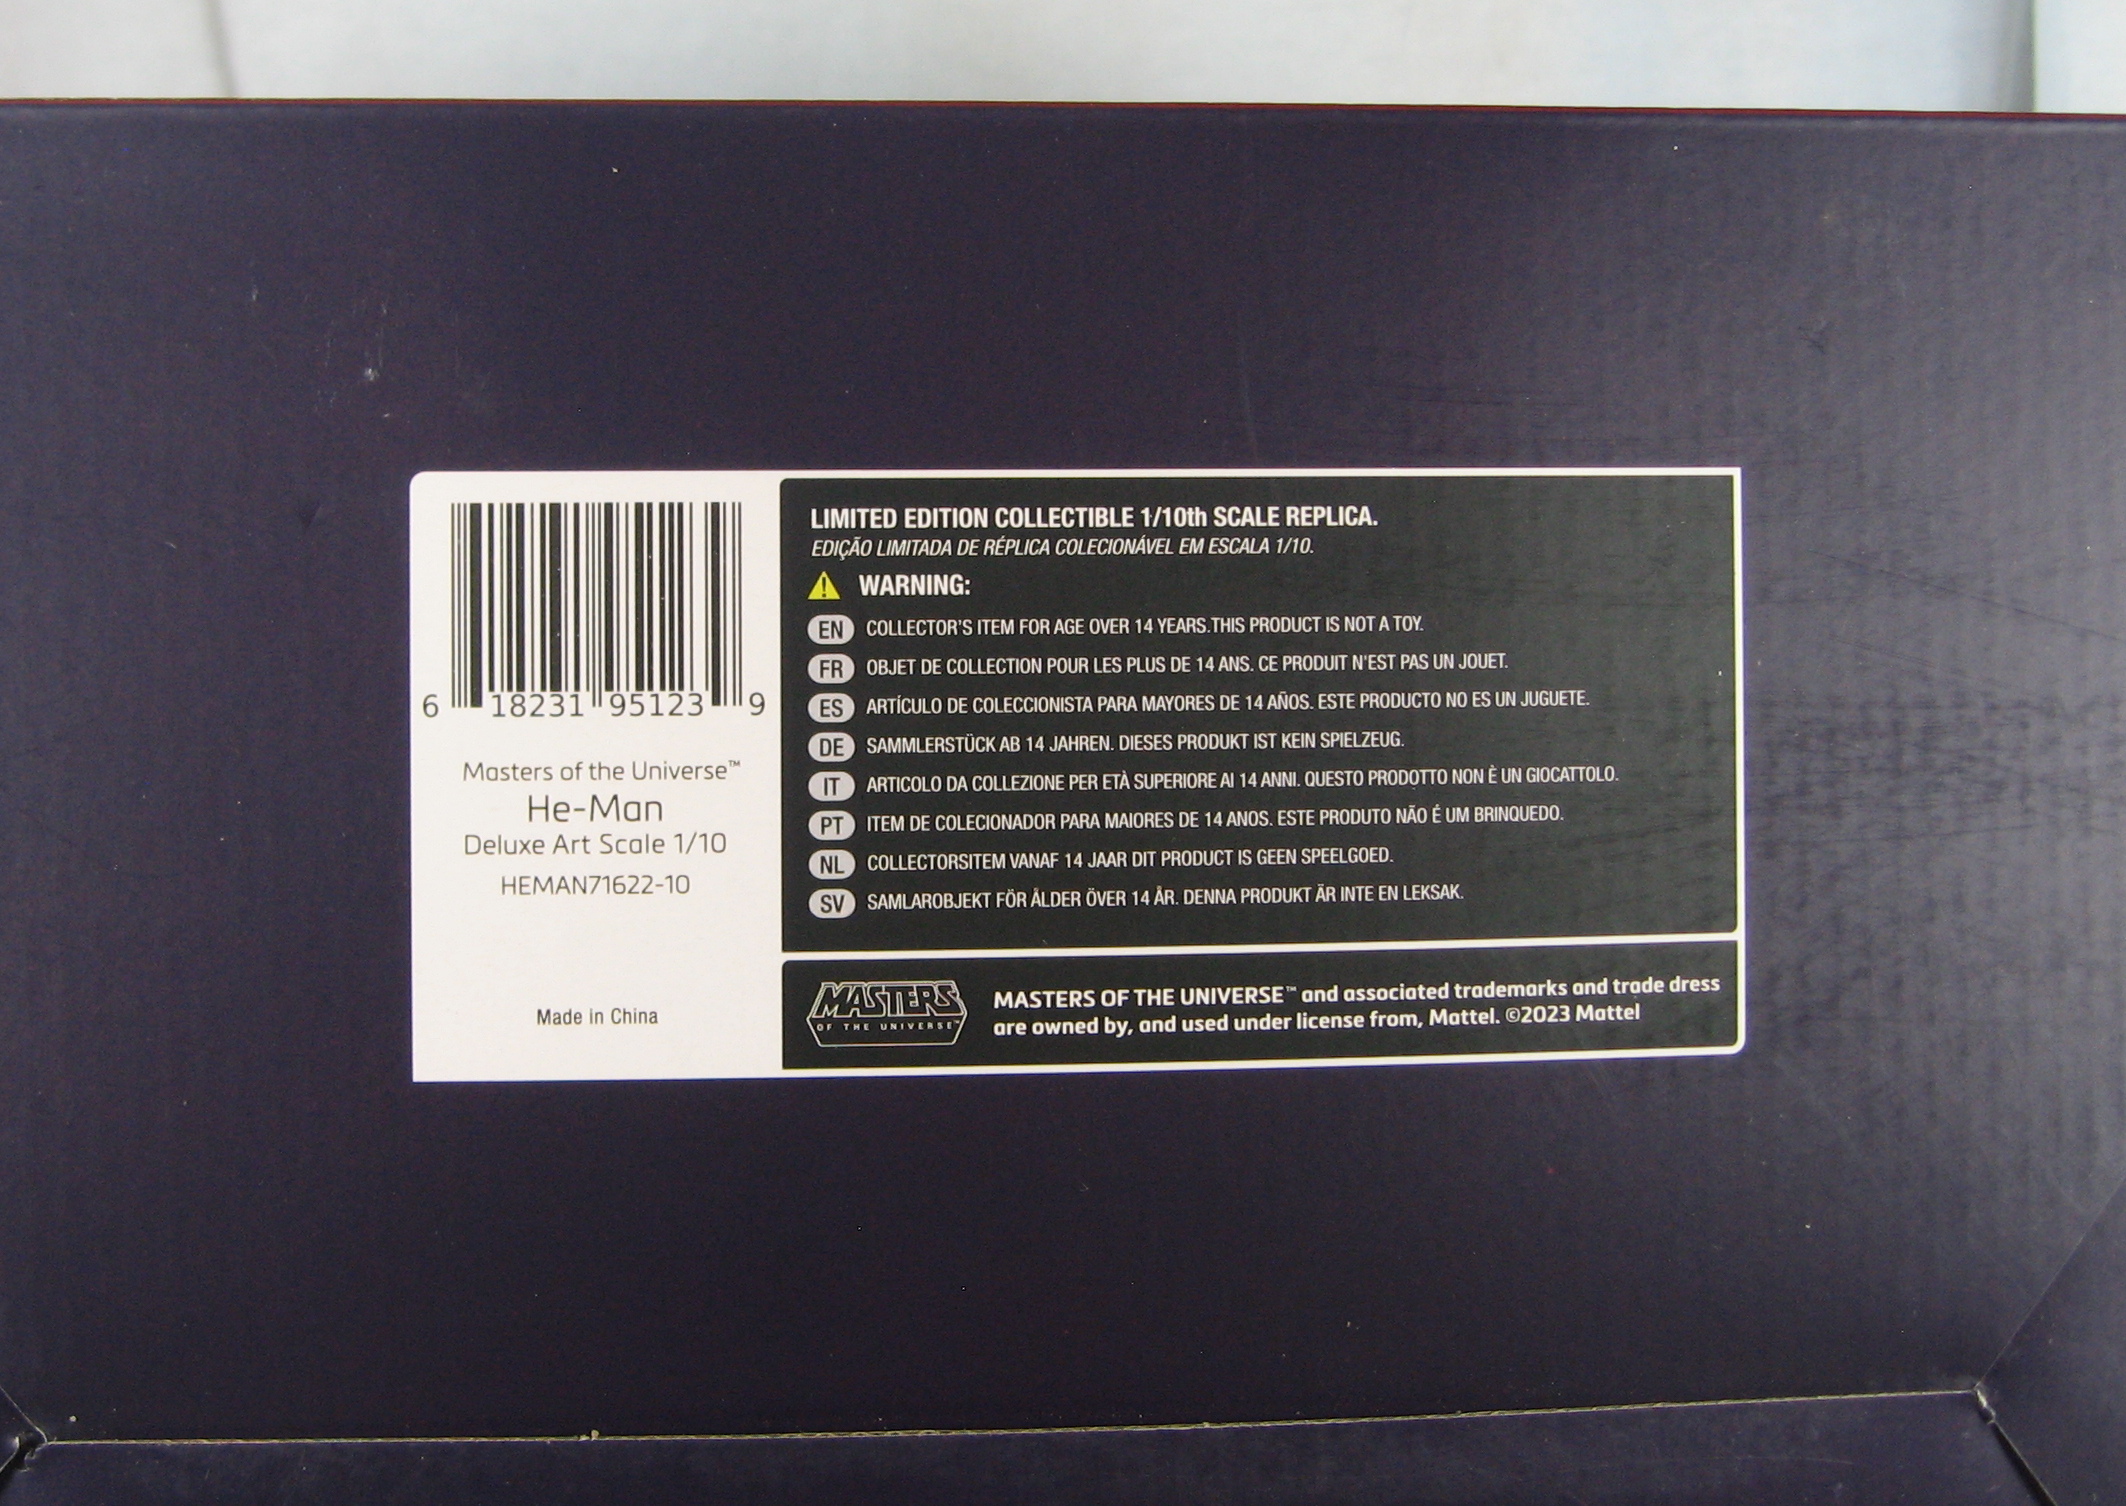 6 18231 95123 9
Masters of the Universe™
He-Man
Deluxe Art Scale 1/10
HEMAN71622-10
Made in China
LIMITED EDITION COLLECTIBLE 1/10th SCALE REPLICA.
EDIÇÃO LIMITADA DE RÉPLICA COLECIONÁVEL EM ESCALA 1/10.
WARNING:
EN COLLECTOR'S ITEM FOR AGE OVER 14 YEARS.THIS PRODUCT IS NOT A TOY.
FR OBJET DE COLLECTION POUR LES PLUS DE 14 ANS. CE PRODUIT N'EST PAS UN JOUET.
ES ARTÍCULO DE COLECCIONISTA PARA MAYORES DE 14 AÑOS. ESTE PRODUCTO NO ES UN JUGUETE.
DE SAMMLERSTÜCK AB 14 JAHREN. DIESES PRODUKT IST KEIN SPIELZEUG.
IT ARTICOLO DA COLLEZIONE PER ETÀ SUPERIORE AI 14 ANNI. QUESTO PRODOTTO NON È UN GIOCATTOLO.
PT ITEM DE COLECIONADOR PARA MAIORES DE 14 ANOS. ESTE PRODUTO NÃO É UM BRINQUEDO.
NL COLLECTORSITEM VANAF 14 JAAR DIT PRODUCT IS GEEN SPEELGOED.
SV SAMLAROBJEKT FÖR ÅLDER ÖVER 14 ÅR. DENNA PRODUKT ÄR INTE EN LEKSAK.
MASTERS
OF THE UNIVERSE™
MASTERS OF THE UNIVERSE™ and associated trademarks and trade dress
are owned by, and used under license from, Mattel. ©2023 Mattel